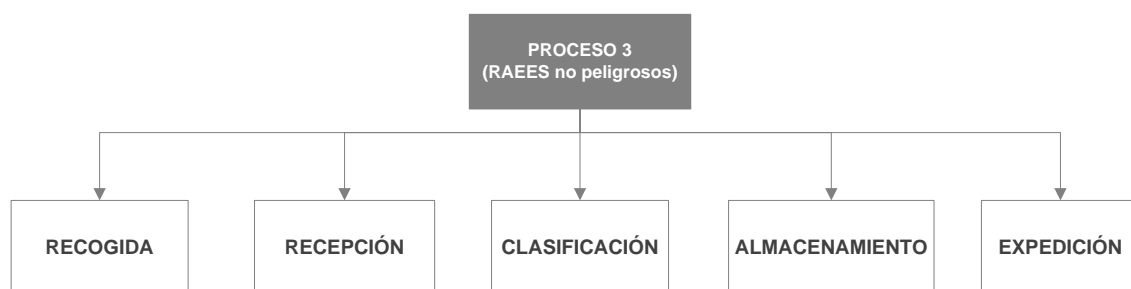 PROCESO 3
(RAEES no peligrosos)
RECOGIDA
RECEPCIÓN
CLASIFICACIÓN
ALMACENAMIENTO
EXPEDICIÓN